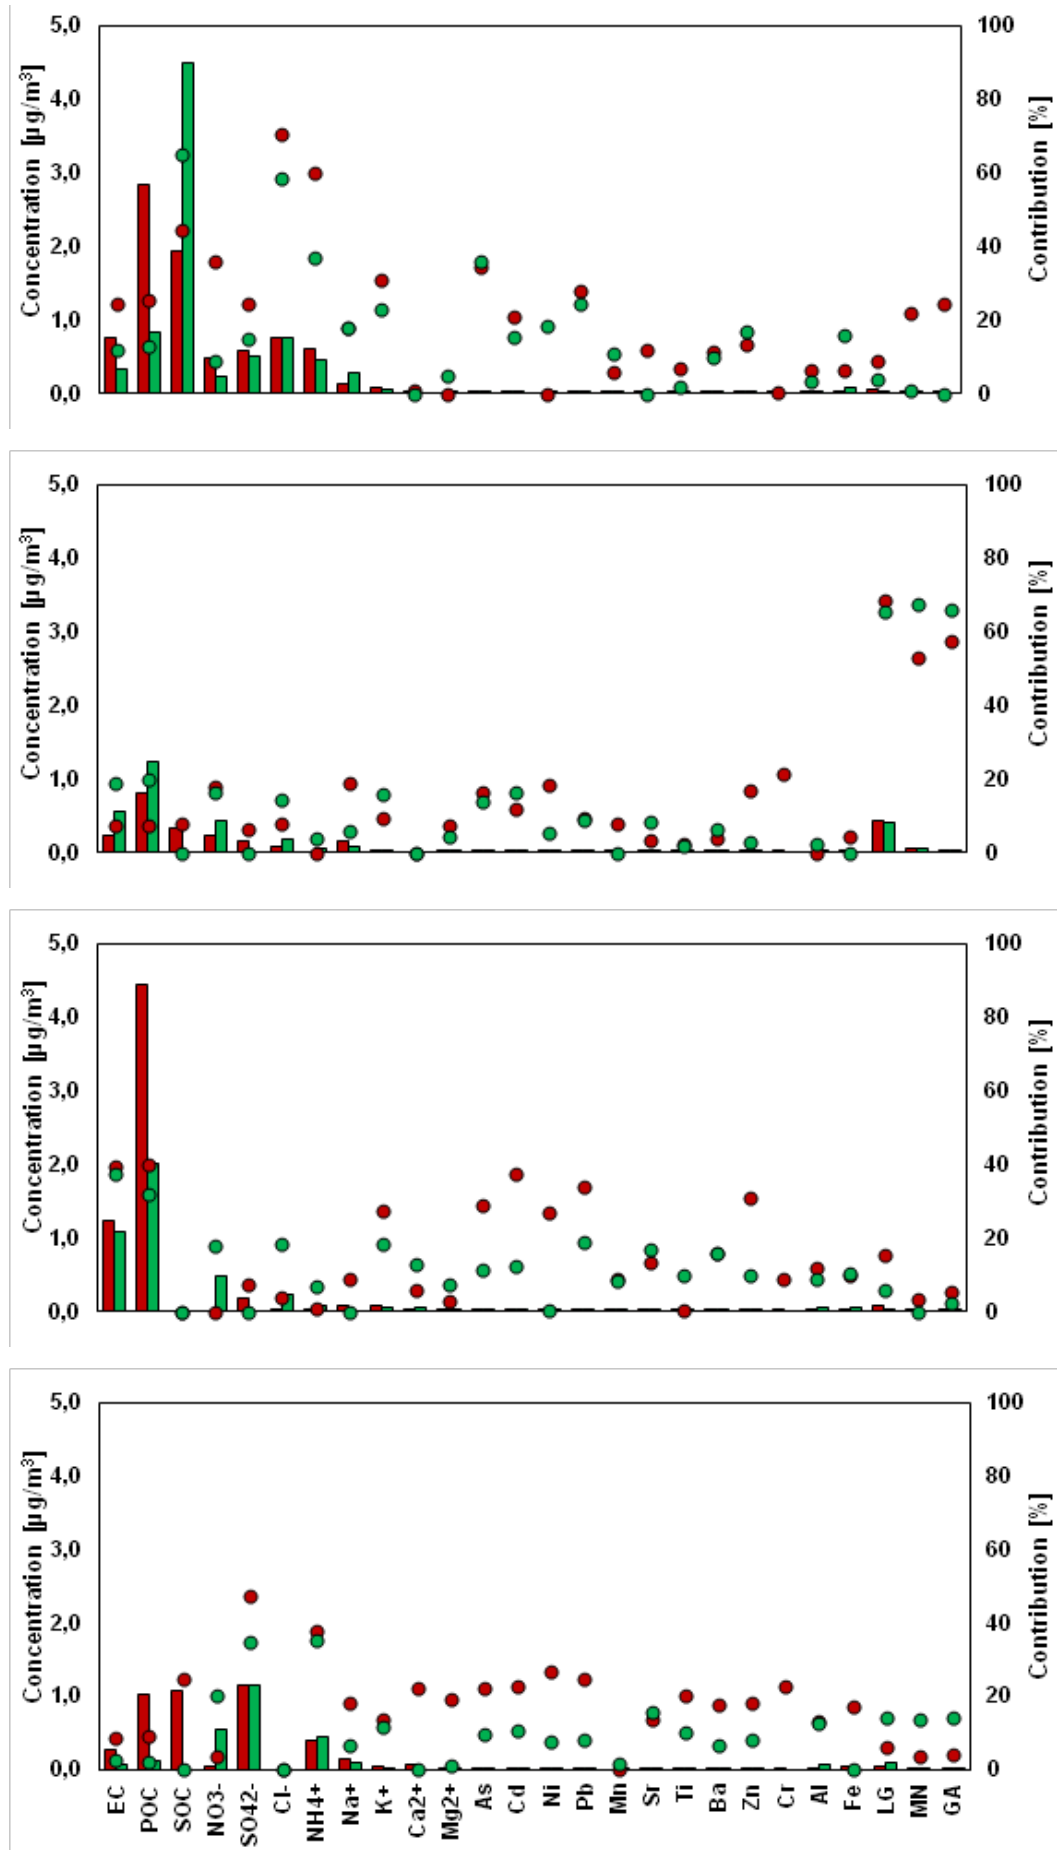 5,0
4,0
3,0
2,0
1,0
0,0
Concentration [µg/m³]
100
80
60
40
20
0
Contribution [%]
5,0
4,0
3,0
2,0
1,0
0,0
Concentration [µg/m³]
100
80
60
40
20
0
Contribution [%]
5,0
4,0
3,0
2,0
1,0
0,0
Concentration [µg/m³]
100
80
60
40
20
0
Contribution [%]
5,0
4,0
3,0
2,0
1,0
0,0
Concentration [µg/m³]
100
80
60
40
20
0
Contribution [%]
EC
POC
SOC
NO3-
SO42-
Cl-
NH4+
Na+
K+
Ca2+
Mg2+
As
Cd
Ni
Pb
Mn
Sr
Ti
Ba
Zn
Cr
Al
Fe
LG
MN
GA